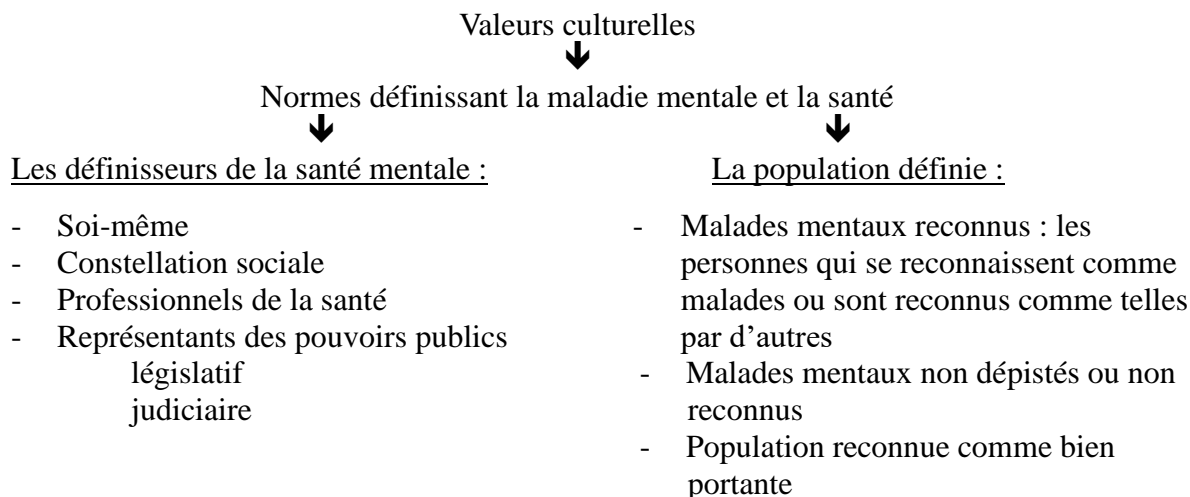 Valeurs culturelles
Normes définissant la maladie mentale et la santé
Les définisseurs de la santé mentale :
- Soi-même
- Constellation sociale
- Professionnels de la santé
- Représentants des pouvoirs publics
législatif
judiciaire
La population définie :
- Malades mentaux reconnus : les
personnes qui se reconnaissent comme
malades ou sont reconnus comme telles
par d'autres
- Malades mentaux non dépistés ou non
reconnus
- Population reconnue comme bien
portante